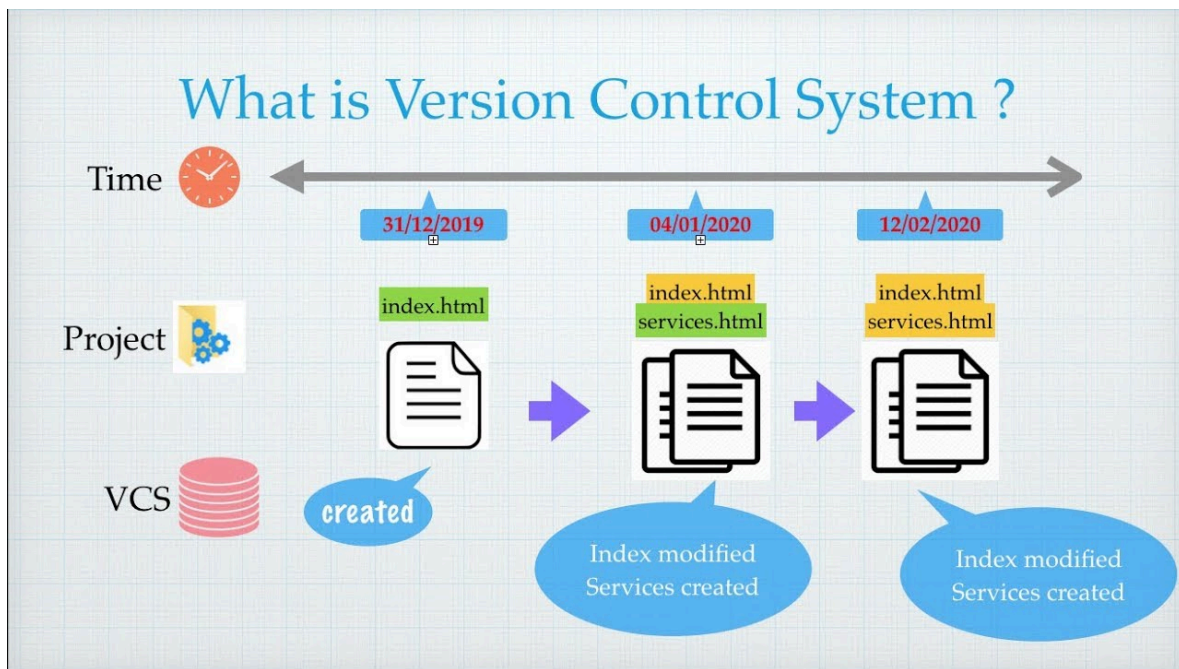 What is Version Control System ?
Time
31/12/2019
04/01/2020
12/02/2020
Project
index.html
index.html
services.html
index.html
services.html
VCS
created
Index modified
Services created
Index modified
Services created